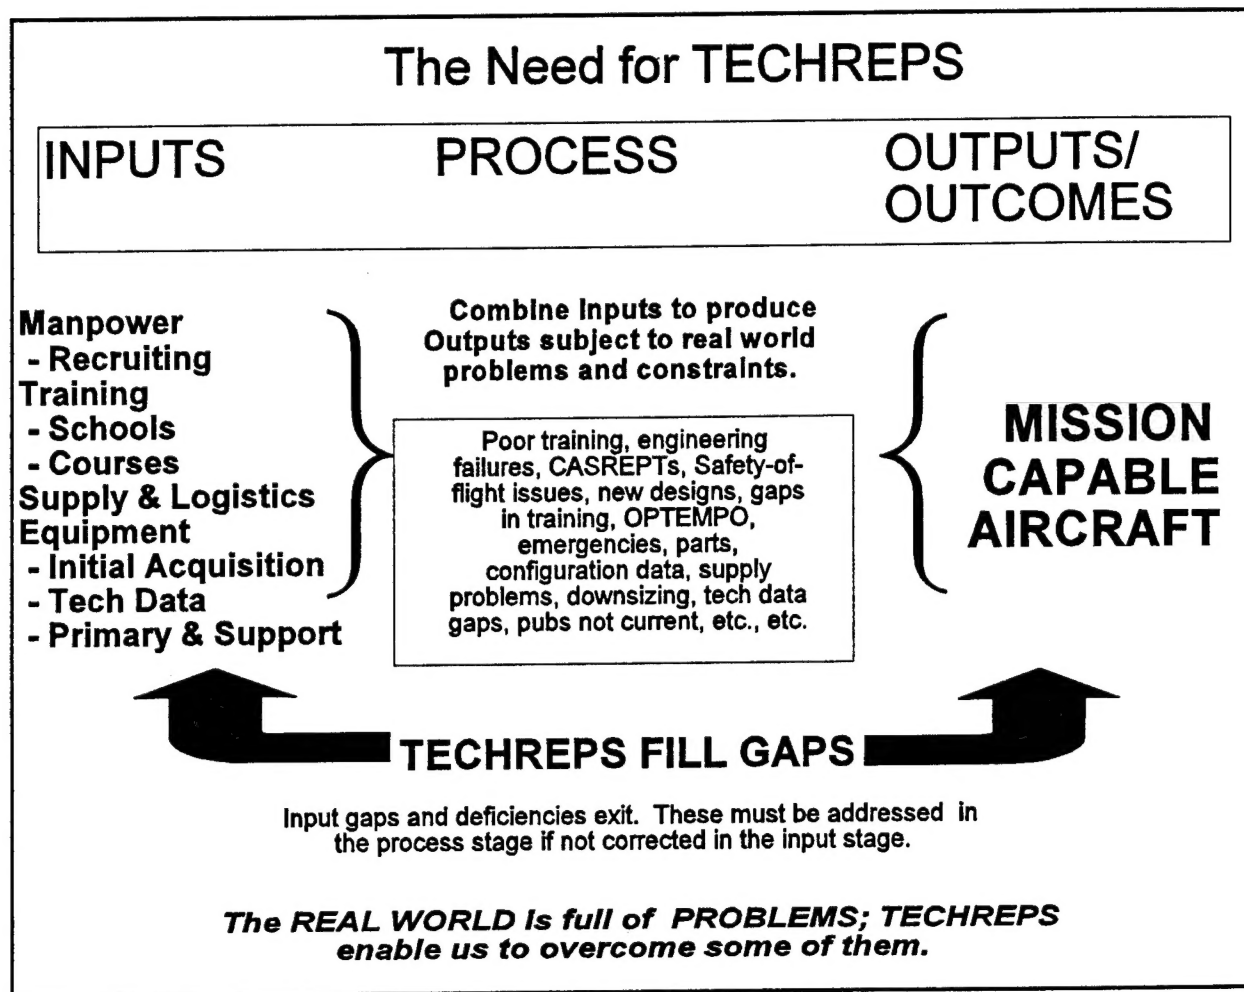 The Need for TECHREPS
INPUTS
PROCESS
OUTPUTS/
OUTCOMES
Manpower
- Recruiting
Training
- Schools
- Courses
Supply & Logistics
Equipment
- Initial Acquisition
- Tech Data
- Primary & Support
Combine Inputs to produce
Outputs subject to real world
problems and constraints.
Poor training, engineering
failures, CASREPTs, Safety-of-
flight issues, new designs, gaps
in training, OPTEMPO,
emergencies, parts,
configuration data, supply
problems, downsizing, tech data
gaps, pubs not current, etc., etc.
MISSION
CAPABLE
AIRCRAFT
TECHREPS FILL GAPS
Input gaps and deficiencies exit. These must be addressed in
the process stage if not corrected in the input stage.
The REAL WORLD is full of PROBLEMS; TECHREPS
enable us to overcome some of them.